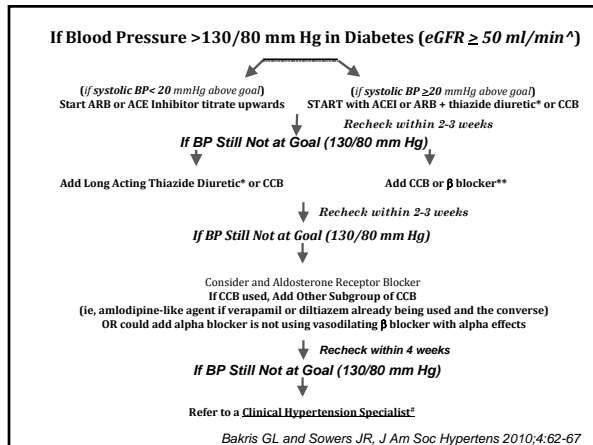 If Blood Pressure >130/80 mm Hg in Diabetes (eGFR ≥ 50 ml/min^)
(if systolic BP< 20 mmHg above goal)
Start ARB or ACE Inhibitor titrate upwards
(if systolic BP ≥20 mmHg above goal)
START with ACEI or ARB + thiazide diuretic* or CCB
Recheck within 2-3 weeks
If BP Still Not at Goal (130/80 mm Hg)
Add Long Acting Thiazide Diuretic* or CCB
Add CCB or β blocker**
Recheck within 2-3 weeks
If BP Still Not at Goal (130/80 mm Hg)
Consider and Aldosterone Receptor Blocker
If CCB used, Add Other Subgroup of CCB
(ie, amlodipine-like agent if verapamil or diltiazem already being used and the converse)
OR could add alpha blocker is not using vasodilating β blocker with alpha effects
Recheck within 4 weeks
If BP Still Not at Goal (130/80 mm Hg)
Refer to a Clinical Hypertension Specialist#
Bakris GL and Sowers JR, J Am Soc Hypertens 2010;4:62-67